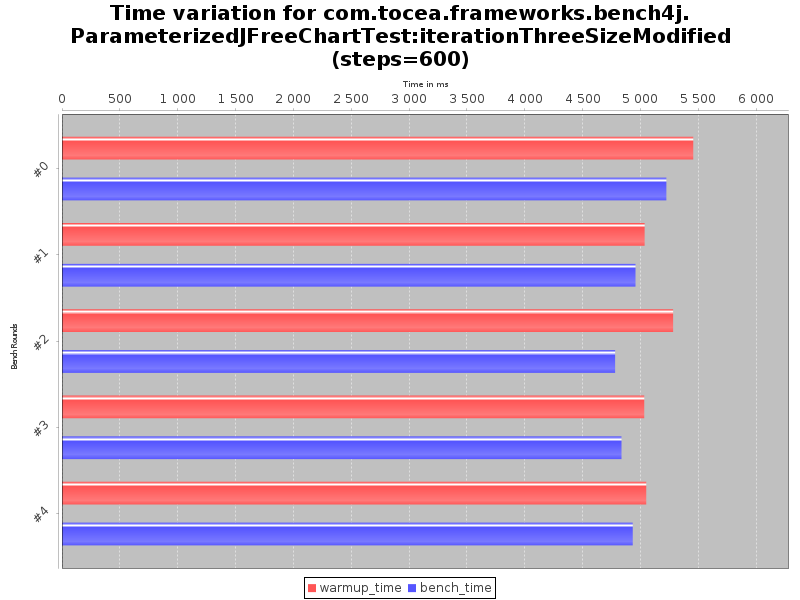 Time variation for com.tocea.frameworks.bench4j.
ParameterizedJFreeChartTest:iterationThreeSizeModified
(steps=600)
Time in ms
0 500 1 000 1 500 2 000 2 500 3 000 3 500 4 000 4 500 5 000 5 500 6 000
#0
#1
Bench Rounds
#2
#3
#4
warmup_time bench_time